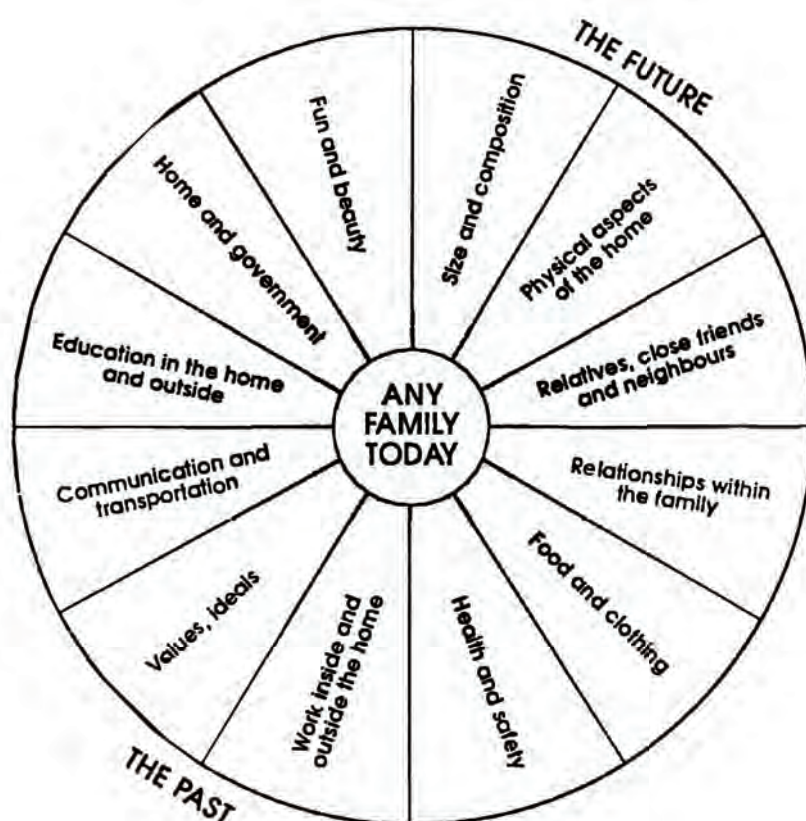 THE FUTURE
Size and composition
Physical aspects
of the home
Relatives, close friends
and neighbours
Relationships within
the family
Food and clothing
Health and safety
Work inside and
outside the home
Values, ideals
Communication and
transportation
Education in the home
and outside
Home and government
Fun and beauty
ANY
FAMILY
TODAY
THE PAST